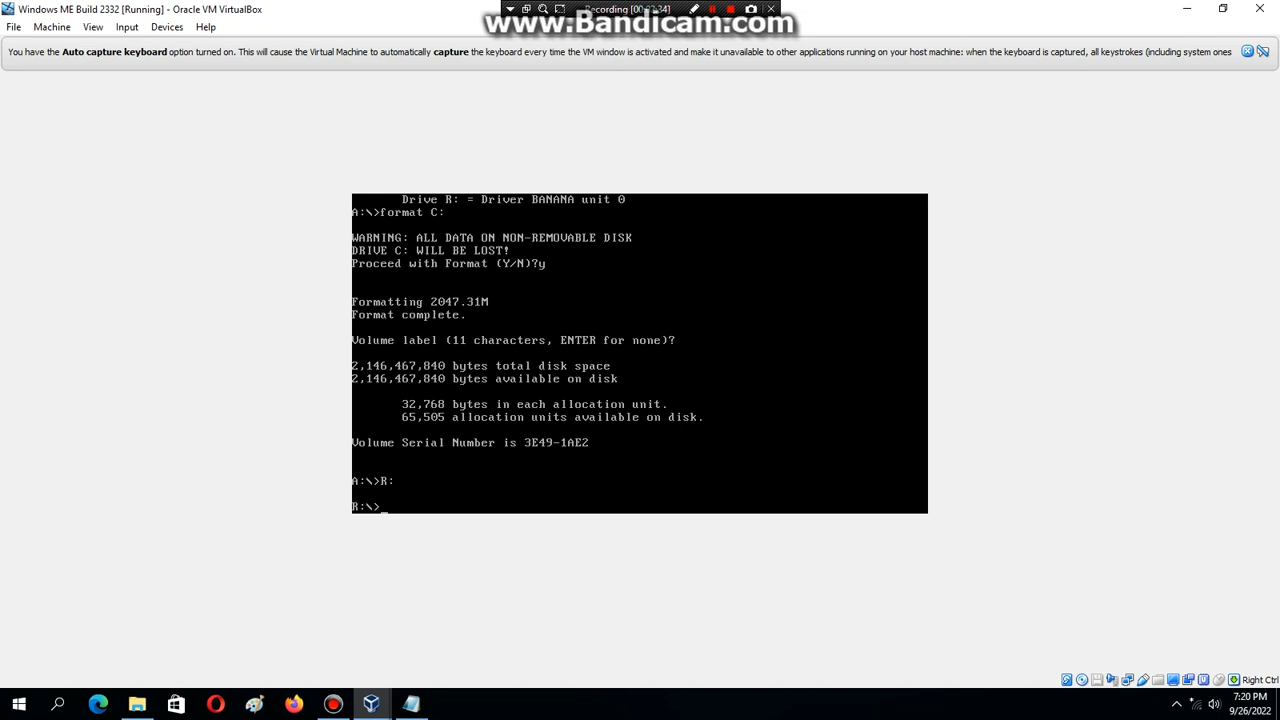 Windows ME Build 2332 [Running] - Oracle VM VirtualBox
www.Bandicam.com
File Machine View Input Devices Help
You have the Auto capture keyboard option turned on. This will cause the Virtual Machine to automatically capture the keyboard every time the VM window is activated and make it unavailable to other applications running on your host machine: when the keyboard is captured, all keystrokes (including system ones
Drive R: = Driver BANANA unit 0
A:\>format C:
WARNING: ALL DATA ON NON-REMOVABLE DISK
DRIVE C: WILL BE LOST!
Proceed with Format (Y/N)?y
Formatting 2047.31M
Format complete.
Volume label (11 characters, ENTER for none)?
2,146,467,840 bytes total disk space
2,146,467,840 bytes available on disk
32,768 bytes in each allocation unit.
65,505 allocation units available on disk.
Volume Serial Number is 3E49-1AE2
A:\>R:
R:\>_
Right Ctrl
7:20 PM
9/26/2022